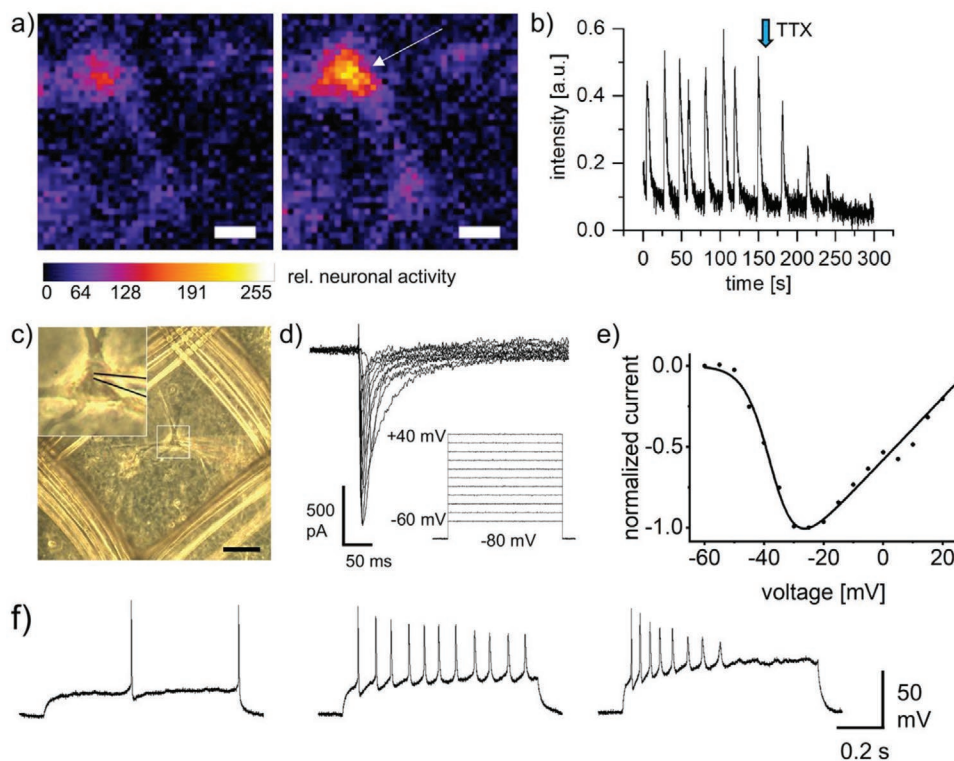 a)
b)
TTX
intensity [a.u.]
0.6
0.4
0.2
0.0
0 50 100 150 200 250 300
time [s]
0 64 128 191 255
rel. neuronal activity
c)
d)
500
pA
50 ms
+40 mV
-60 mV
-80 mV
e)
normalized current
0.0
-0.5
-1.0
-60 -40 -20 0 20
voltage [mV]
f)
50
mV
0.2 s